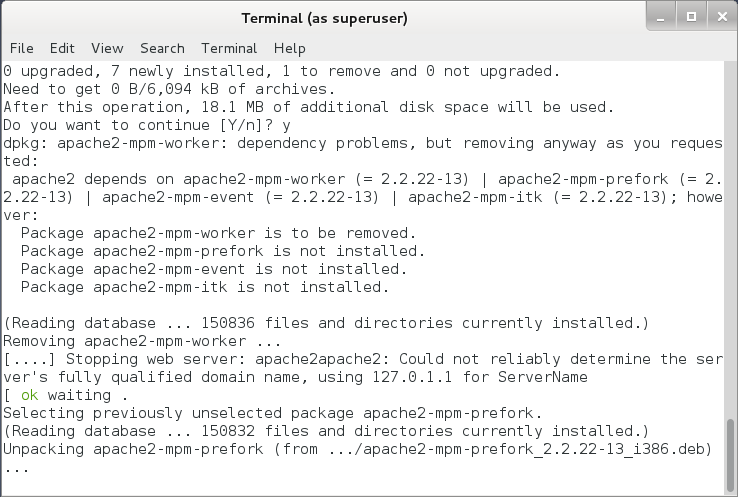 Terminal (as superuser)
File Edit View Search Terminal Help
0 upgraded, 7 newly installed, 1 to remove and 0 not upgraded.
Need to get 0 B/6,094 kB of archives.
After this operation, 18.1 MB of additional disk space will be used.
Do you want to continue [Y/n]? y
dpkg: apache2-mpm-worker: dependency problems, but removing anyway as you reques
ted:
 apache2 depends on apache2-mpm-worker (= 2.2.22-13) | apache2-mpm-prefork (= 2.
2.22-13) | apache2-mpm-event (= 2.2.22-13) | apache2-mpm-itk (= 2.2.22-13); howe
ver:
  Package apache2-mpm-worker is to be removed.
  Package apache2-mpm-prefork is not installed.
  Package apache2-mpm-event is not installed.
  Package apache2-mpm-itk is not installed.

(Reading database ... 150836 files and directories currently installed.)
Removing apache2-mpm-worker ...
[....] Stopping web server: apache2apache2: Could not reliably determine the ser
ver's fully qualified domain name, using 127.0.1.1 for ServerName
[ ok waiting .
Selecting previously unselected package apache2-mpm-prefork.
(Reading database ... 150832 files and directories currently installed.)
Unpacking apache2-mpm-prefork (from .../apache2-mpm-prefork_2.2.22-13_i386.deb)
...